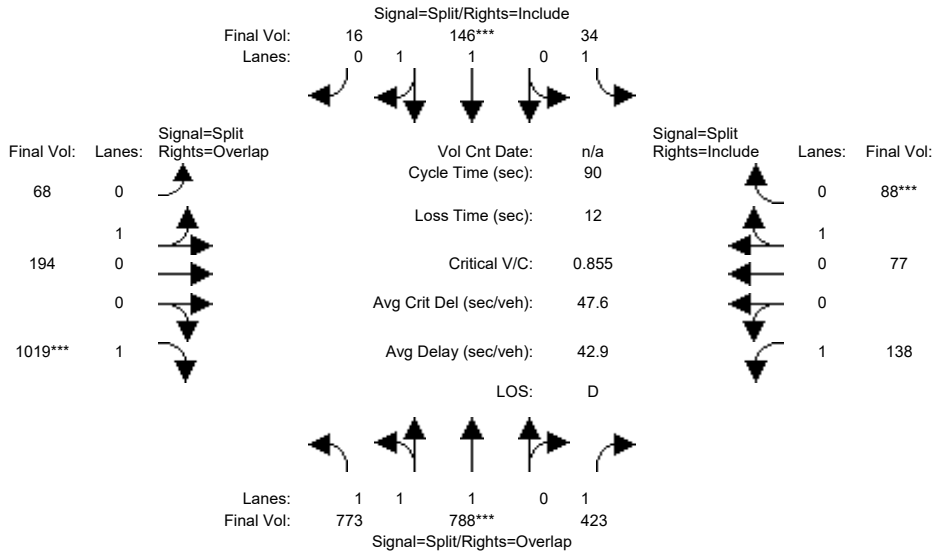 Signal=Split/Rights=Include
Final Vol: 16 146*** 34
Lanes: 0 1 1 0 1
Signal=Split
Final Vol: Lanes: Rights=Overlap
Vol Cnt Date: n/a
Signal=Split
Rights=Include Lanes: Final Vol:
Cycle Time (sec): 90
68 0
0 88***
Loss Time (sec): 12
1
1
194 0
Critical V/C: 0.855
0 77
0
Avg Crit Del (sec/veh): 47.6
0
1019*** 1
Avg Delay (sec/veh): 42.9
1 138
LOS: D
Lanes: 1 1 1 0 1
Final Vol: 773 788*** 423
Signal=Split/Rights=Overlap